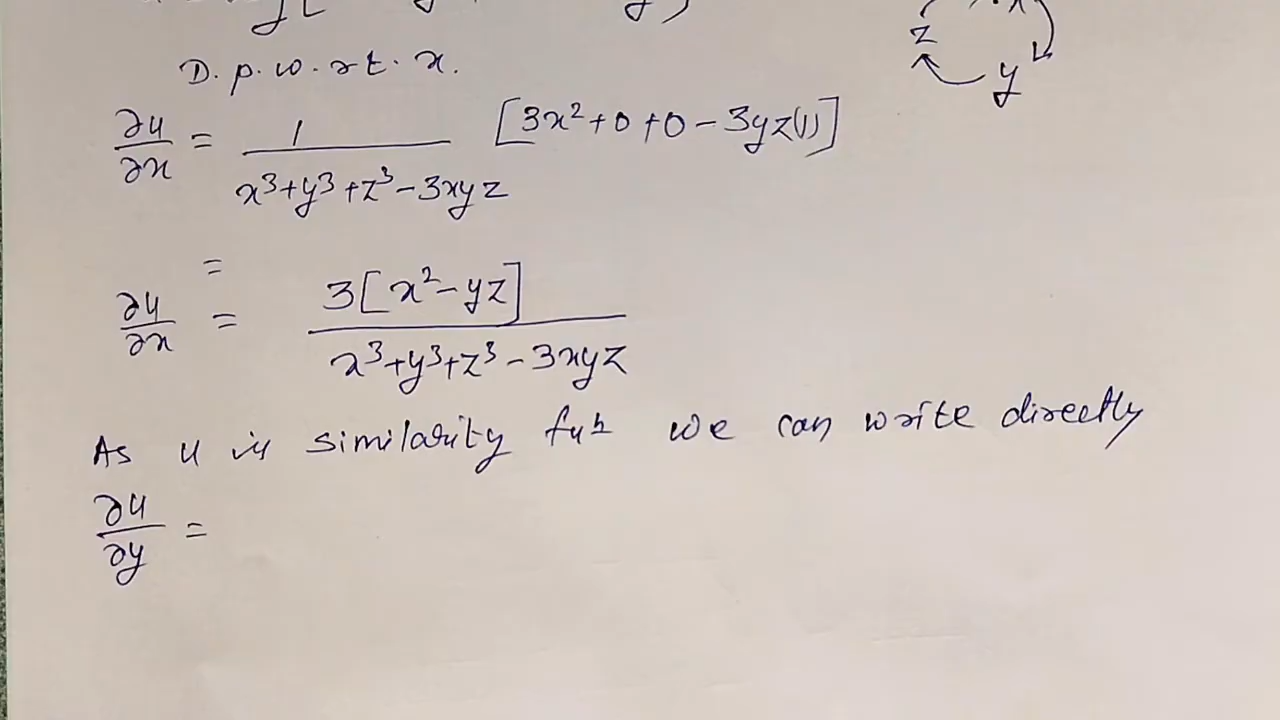 D. p. w. r. t. x.
z x y
∂u/∂x = 1/(x³+y³+z³-3xyz) [3x²+0+0-3yz(1)]
=
∂u/∂x = 3[x²-yz]/(x³+y³+z³-3xyz)
As u is similarity fuⁿ we can write directly
∂u/∂y =